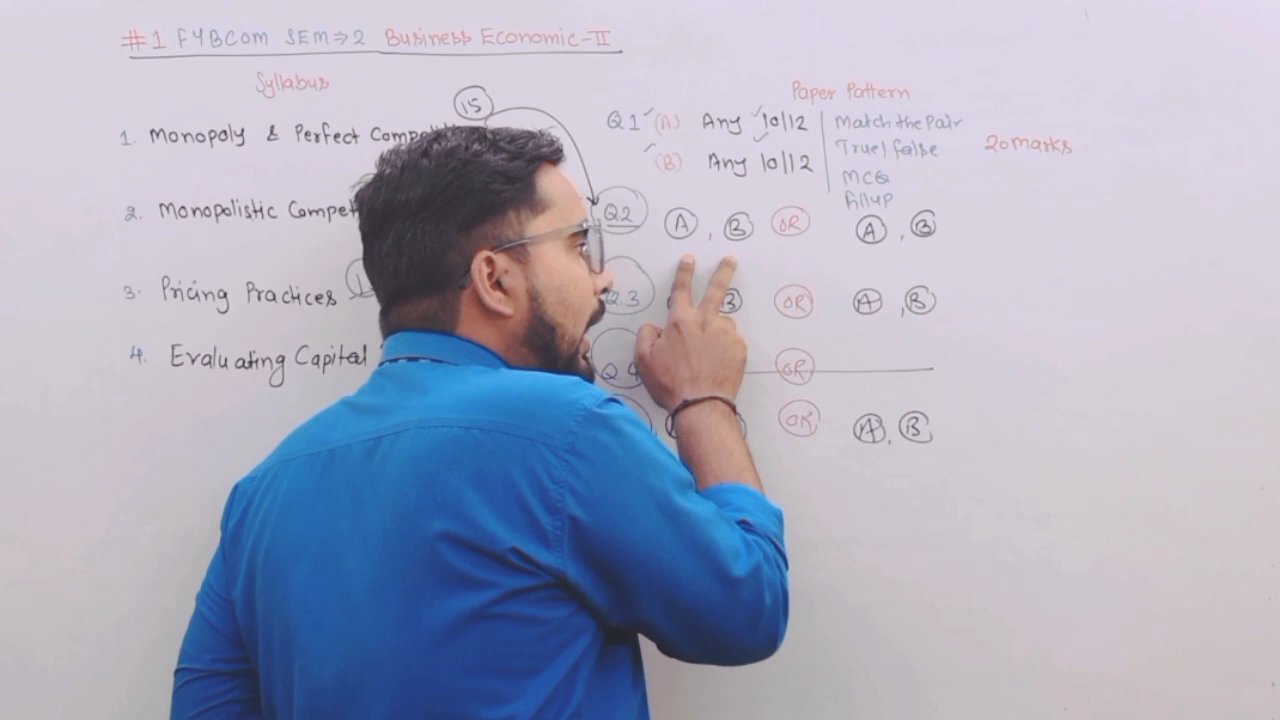 #1 FYBCOM SEM⇒2 Business Economic-II
Syllabus
15
1. Monopoly & Perfect Compet
2. Monopolistic Compet
3. Pricing Practices
4. Evaluating Capital
Paper Pattern
Q1 (A) Any 10/12 Match the Pair
True/false 20marks
(B) Any 10/12
MCQ
fillup
Q2 A , B OR A , B
Q.3 B OR A , B
Q4 OR
OR A , B